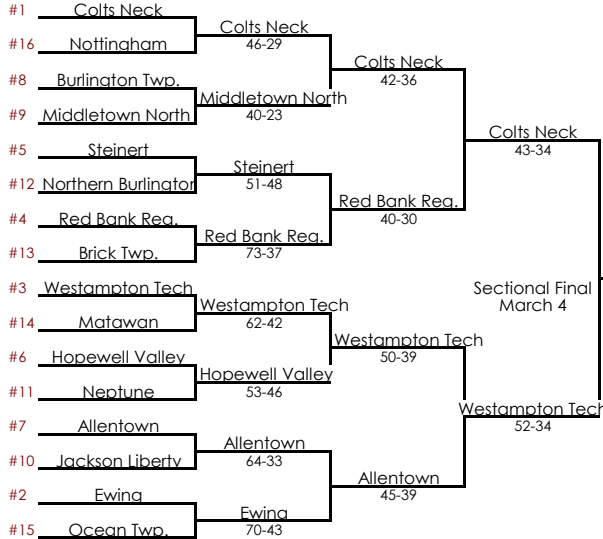 #1 Colts Neck
#16 Nottingham
#8 Burlington Twp.
#9 Middletown North
#5 Steinert
#12 Northern Burlington
#4 Red Bank Reg.
#13 Brick Twp.
#3 Westampton Tech
#14 Matawan
#6 Hopewell Valley
#11 Neptune
#7 Allentown
#10 Jackson Liberty
#2 Ewing
#15 Ocean Twp.
Colts Neck
46-29
Middletown North
40-23
Steinert
51-48
Red Bank Reg.
73-37
Westampton Tech
62-42
Hopewell Valley
53-46
Allentown
64-33
Ewing
70-43
Colts Neck
42-36
Red Bank Reg.
40-30
Westampton Tech
50-39
Allentown
45-39
Colts Neck
43-34
Westampton Tech
52-34
Sectional Final
March 4